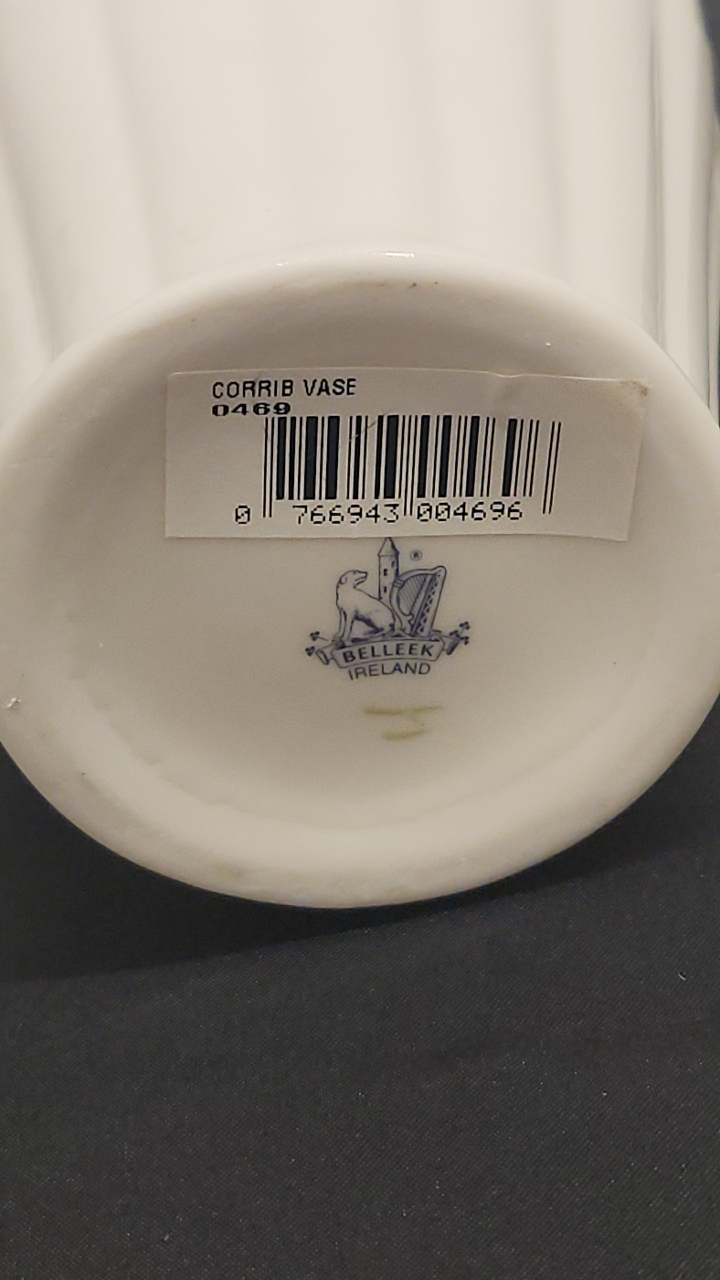 CORRIB VASE
0469
0 766943 004696
®
BELLEEK
IRELAND